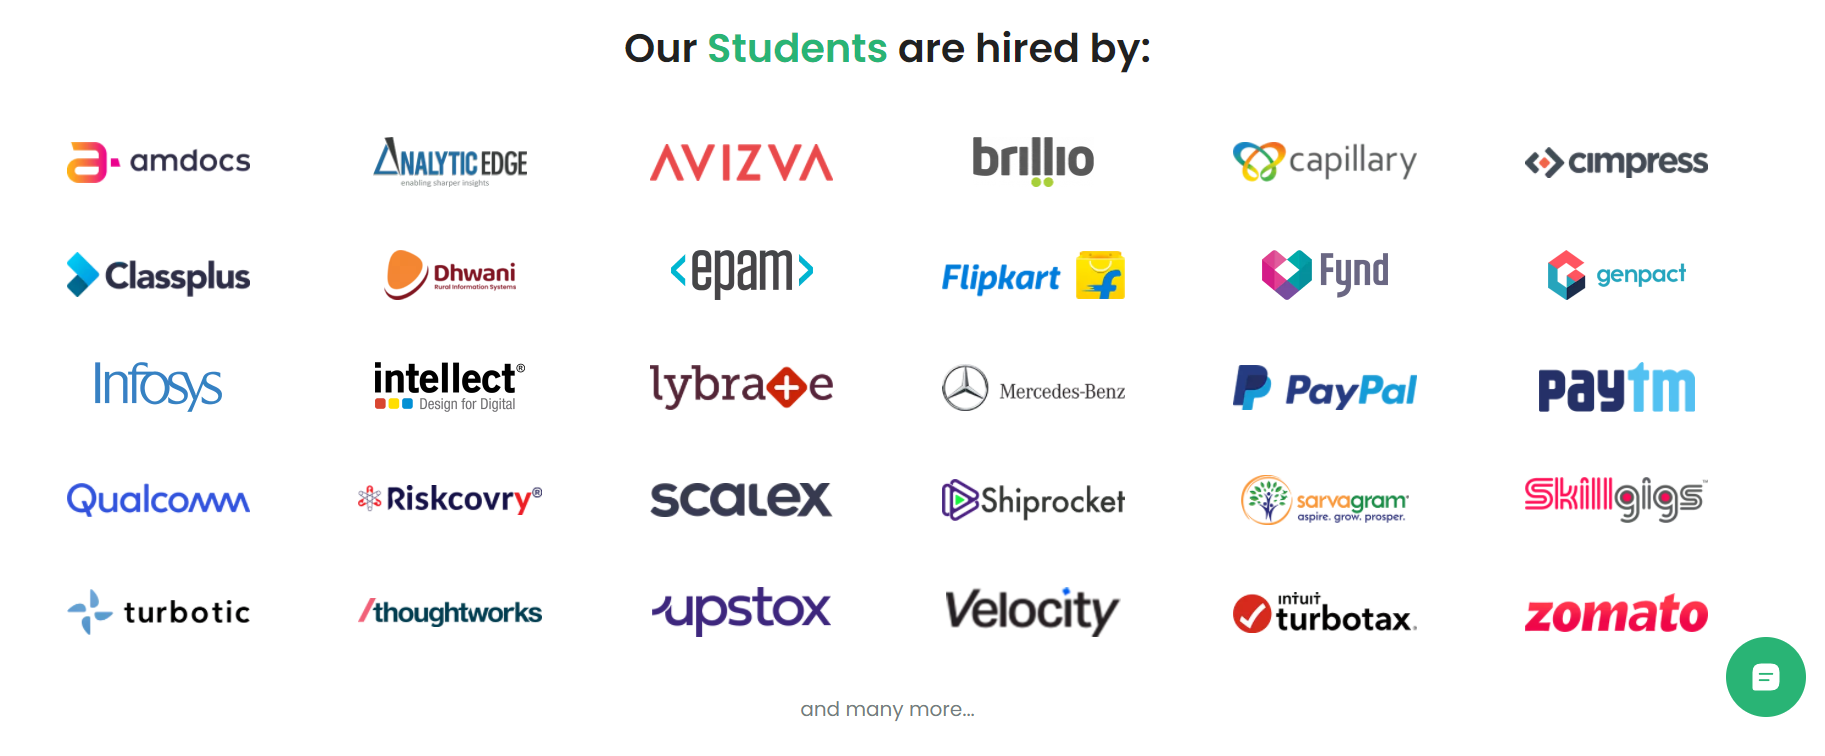 Our Students are hired by:
amdocs
ANALYTIC EDGE
enabling sharper insights
AVIZVA
brillio
capillary
cimpress
Classplus
Dhwani
Rural Information Systems
<epam>
Flipkart
f
Fynd
genpact
Infosys
intellect®
Design for Digital
lybrate
Mercedes-Benz
PayPal
paytm
Qualcomm
Riskcovry®
scalex
Shiprocket
sarvagram
aspire. grow. prosper.
Skillgigs™
turbotic
/thoughtworks
upstox
Velocity
intuit
turbotax.
zomato
and many more...